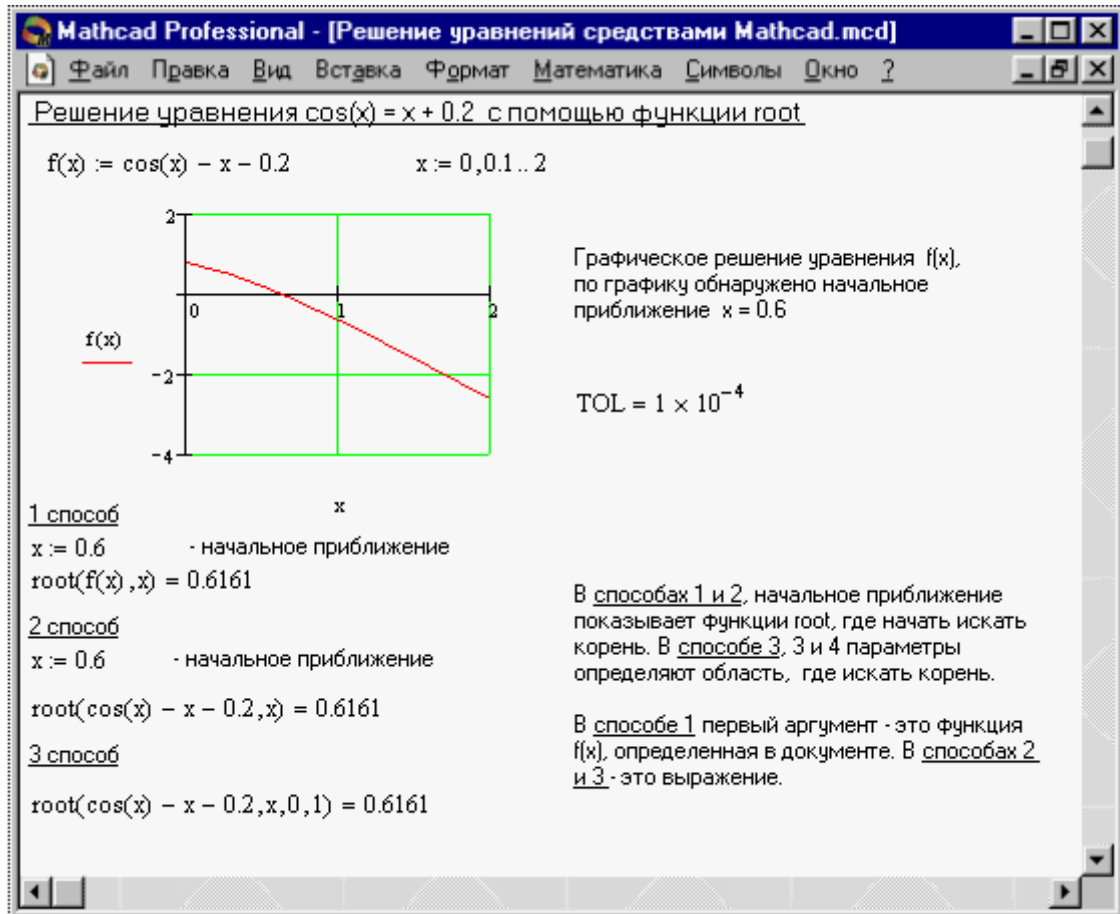 Mathcad Professional - [Решение уравнений средствами Mathcad.mcd]
Файл Правка Вид Вставка Формат Математика Символы Окно ?
Решение уравнения cos(x) = x + 0.2 с помощью функции root
f(x) := cos(x) − x − 0.2 x := 0,0.1 .. 2
2
0 1 2
f(x)
−2
−4
x
Графическое решение уравнения f(x),
по графику обнаружено начальное
приближение x = 0.6
TOL = 1 × 10⁻⁴
1 способ
x := 0.6 - начальное приближение
root(f(x),x) = 0.6161
2 способ
x := 0.6 - начальное приближение
root(cos(x) − x − 0.2,x) = 0.6161
3 способ
root(cos(x) − x − 0.2,x,0,1) = 0.6161
В способах 1 и 2, начальное приближение
показывает функции root, где начать искать
корень. В способе 3, 3 и 4 параметры
определяют область, где искать корень.
В способе 1 первый аргумент - это функция
f(x), определенная в документе. В способах 2
и 3 - это выражение.